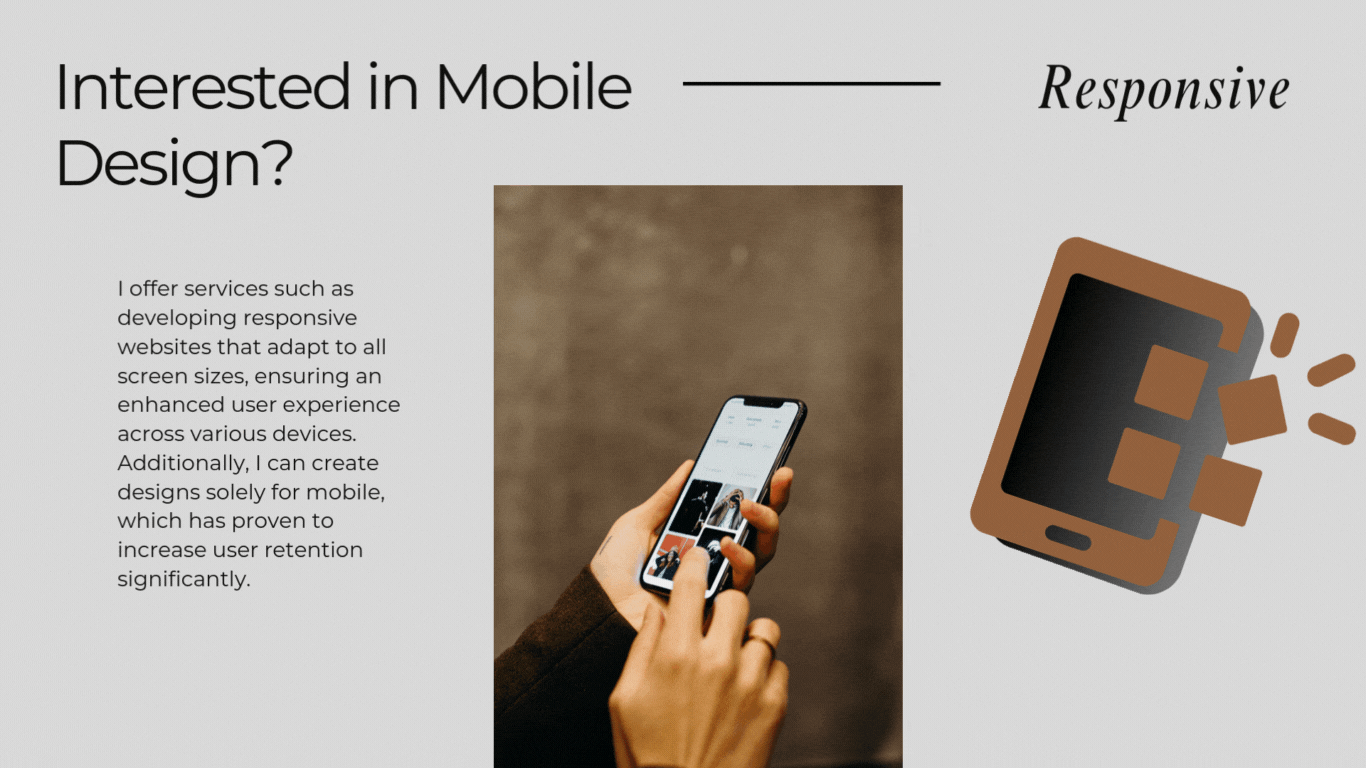 Interested in Mobile
Design?
Responsive
I offer services such as
developing responsive
websites that adapt to all
screen sizes, ensuring an
enhanced user experience
across various devices.
Additionally, I can create
designs solely for mobile,
which has proven to
increase user retention
significantly.